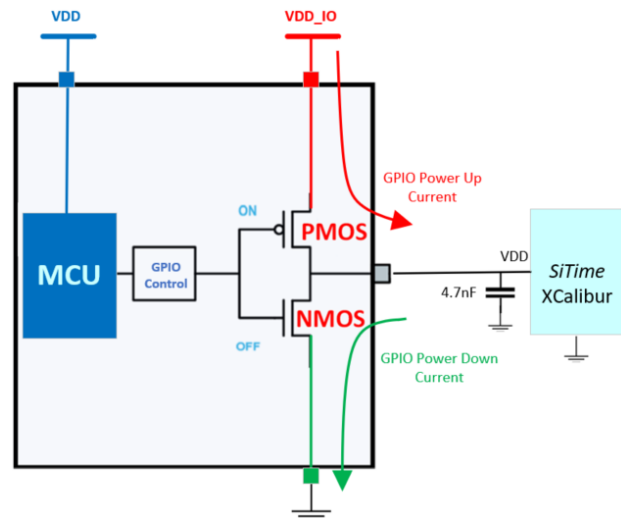 VDD
VDD_IO
GPIO Power Up
Current
ON
PMOS
MCU
GPIO
Control
VDD
SiTime
XCalibur
4.7nF
NMOS
OFF
GPIO Power Down
Current